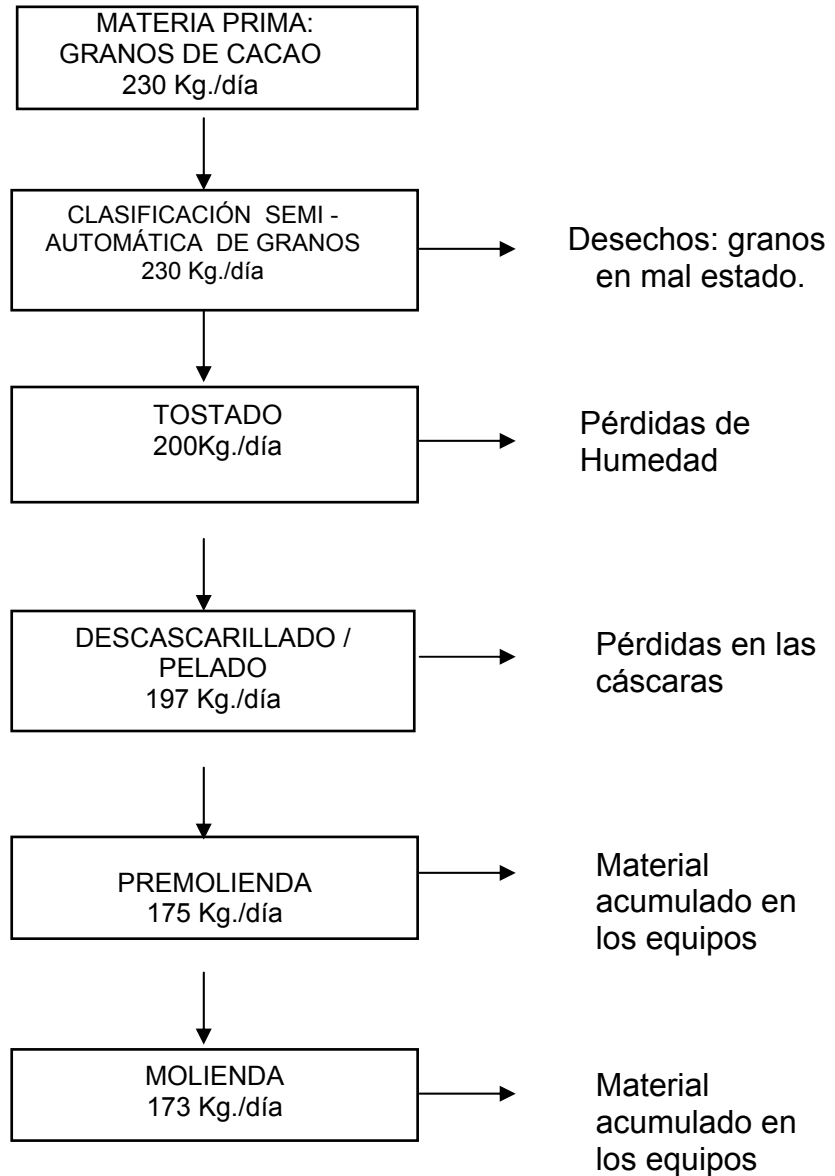 MATERIA PRIMA:
GRANOS DE CACAO
230 Kg./día
CLASIFICACIÓN SEMI -
AUTOMÁTICA DE GRANOS
230 Kg./día
Desechos: granos
en mal estado.
TOSTADO
200Kg./día
Pérdidas de
Humedad
DESCASCARILLADO /
PELADO
197 Kg./día
Pérdidas en las
cáscaras
PREMOLIENDA
175 Kg./día
Material
acumulado en
los equipos
MOLIENDA
173 Kg./día
Material
acumulado en
los equipos